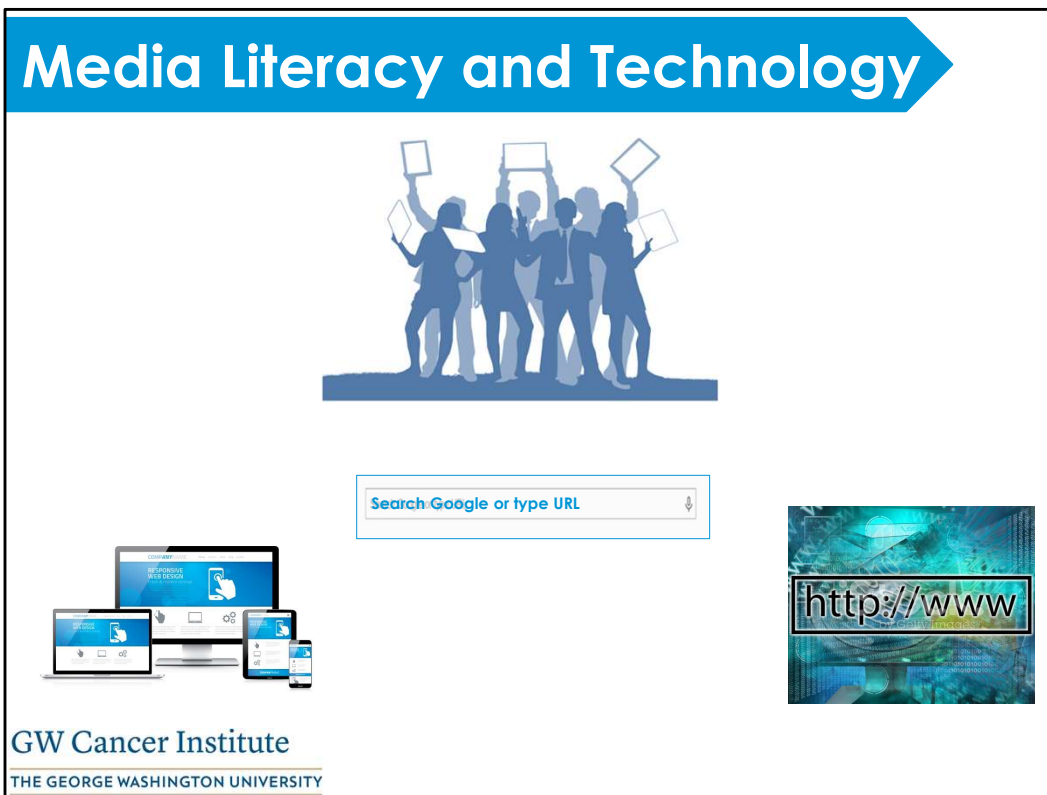 Media Literacy and Technology
Search Google or type URL
COMPANYNAME
RESPONSIVE
WEB DESIGN
http://www
GW Cancer Institute
THE GEORGE WASHINGTON UNIVERSITY